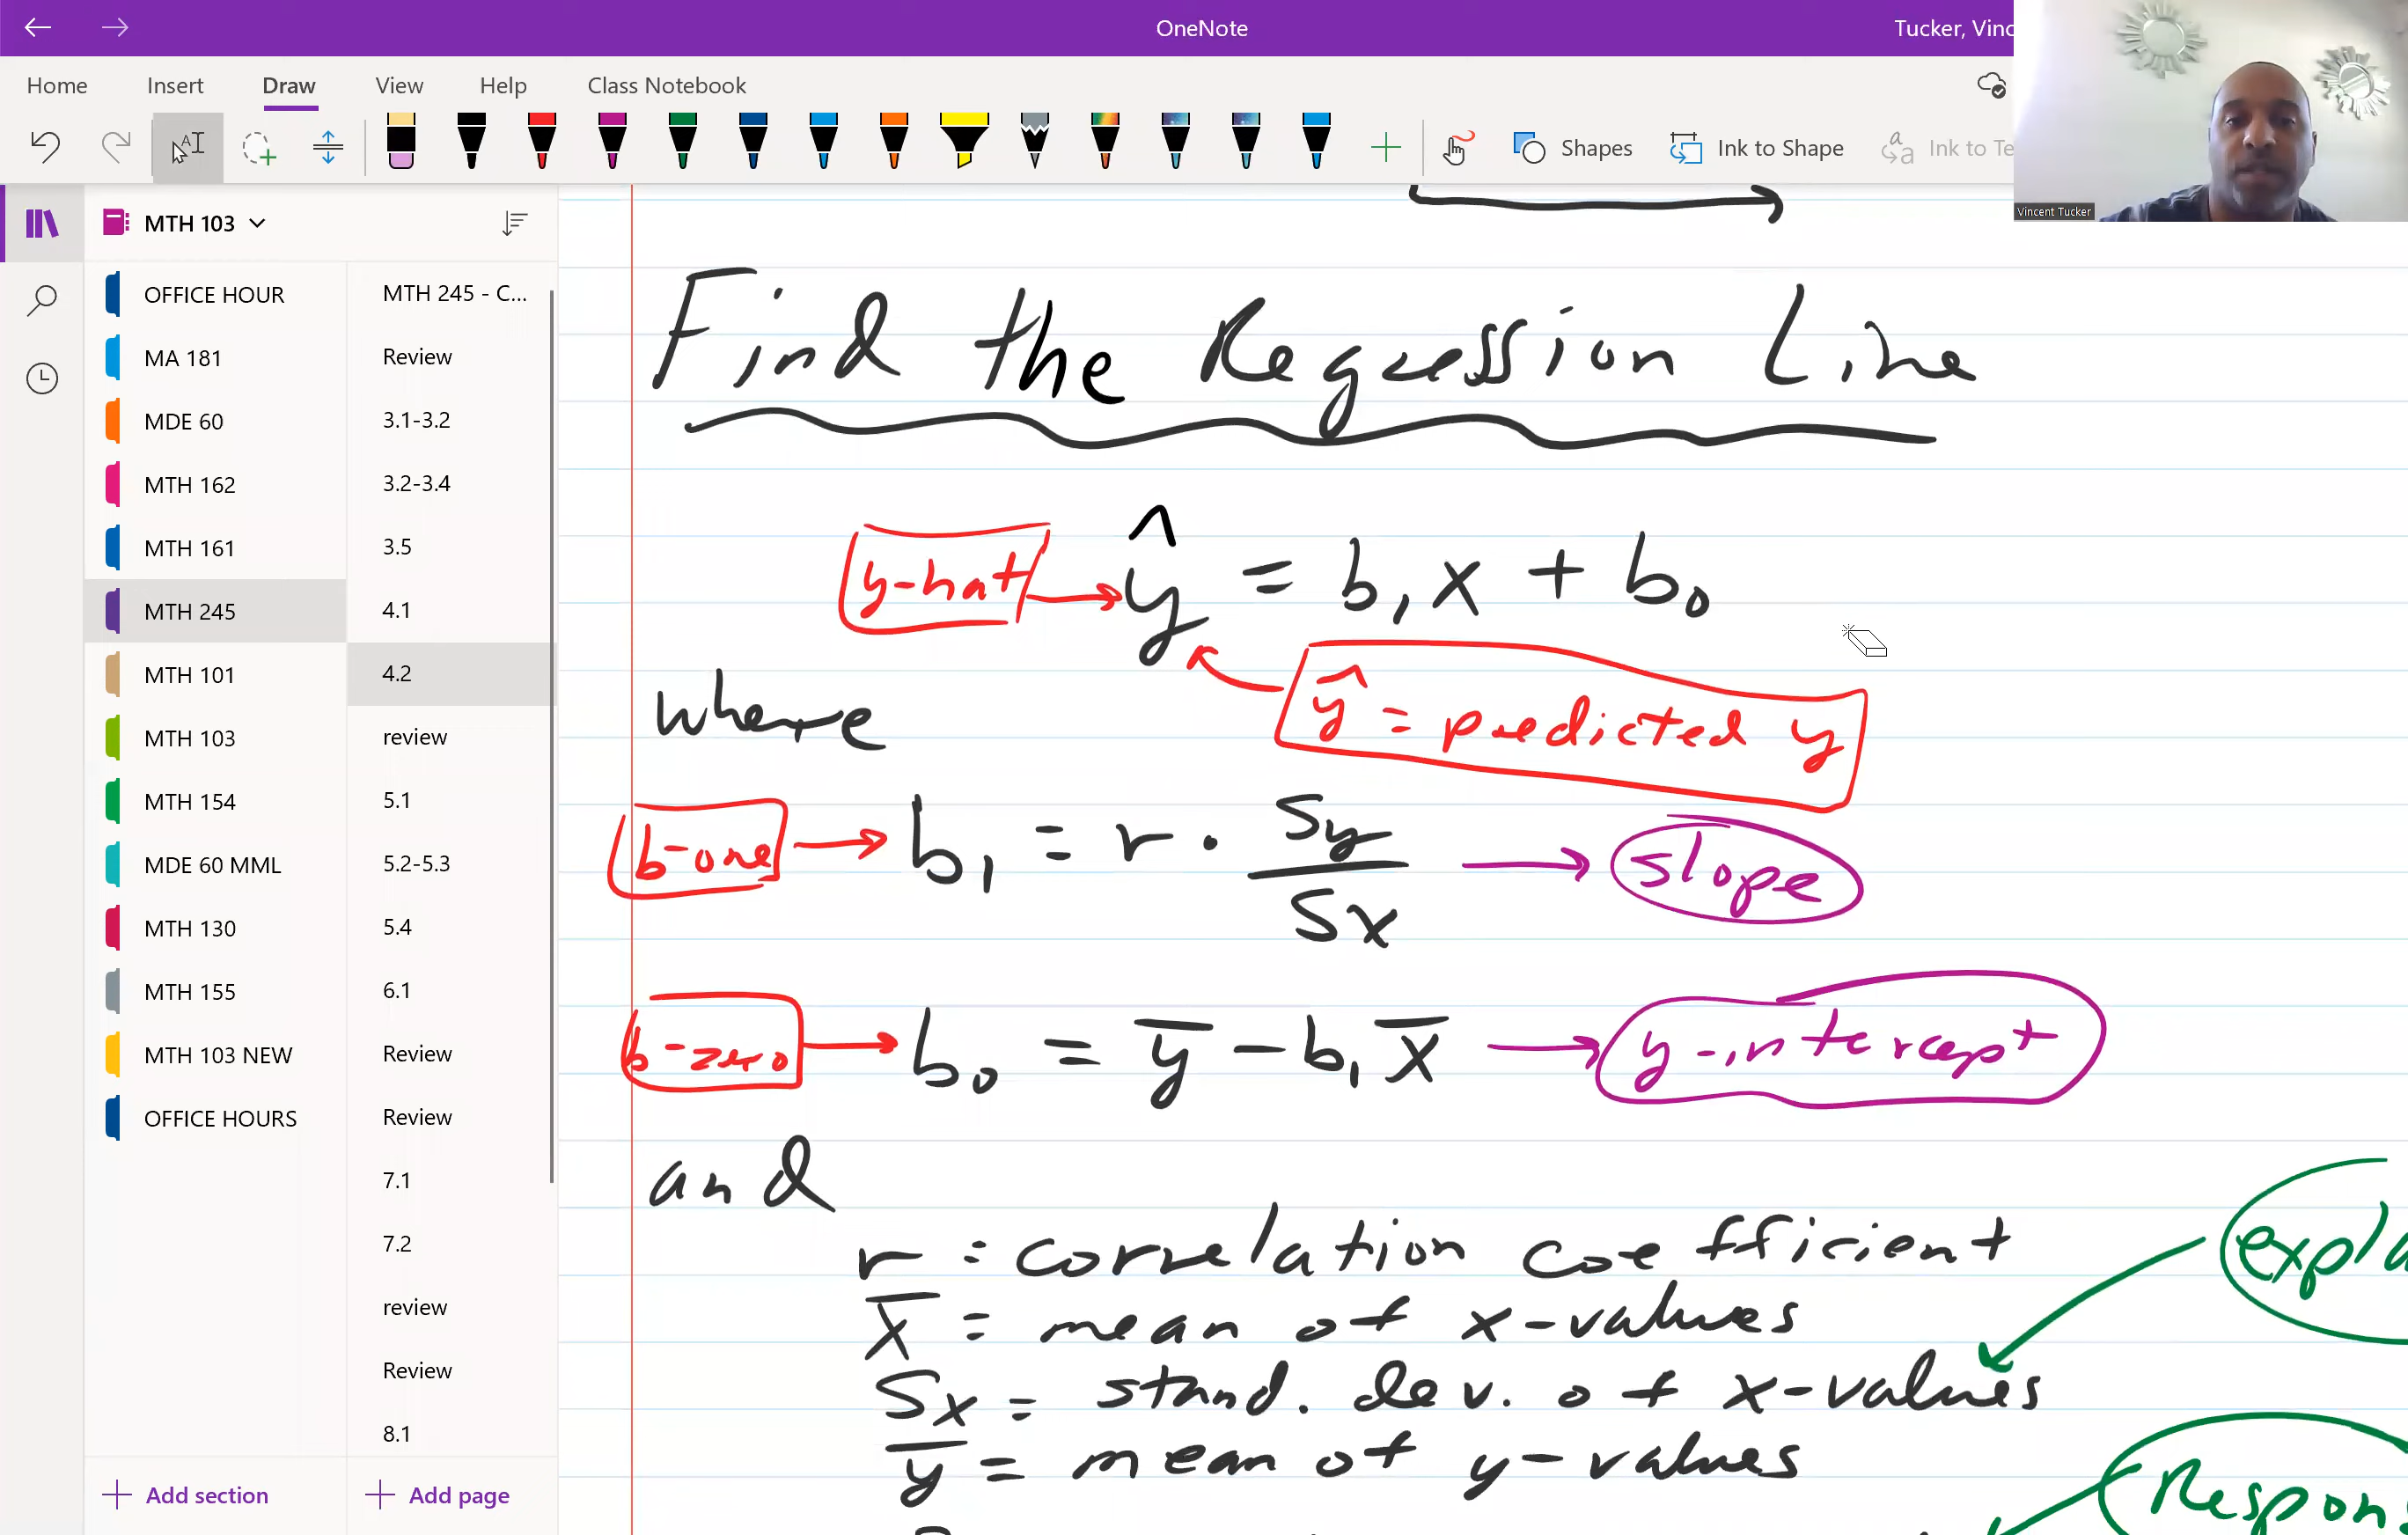 OneNote
Tucker, Vinc
Home Insert Draw View Help Class Notebook
Shapes Ink to Shape Ink to Te
Vincent Tucker
MTH 103
OFFICE HOUR
MA 181
MDE 60
MTH 162
MTH 161
MTH 245
MTH 101
MTH 103
MTH 154
MDE 60 MML
MTH 130
MTH 155
MTH 103 NEW
OFFICE HOURS
Add section
MTH 245 - C...
Review
3.1-3.2
3.2-3.4
3.5
4.1
4.2
review
5.1
5.2-5.3
5.4
6.1
Review
Review
7.1
7.2
review
Review
8.1
Add page
Find the Regression Line
y-hat → ŷ = b₁x + b₀
ŷ = predicted y
where
b-one → b₁ = r · Sy/Sx → slope
b-zero → b₀ = y̅ - b₁x̅ → y-intercept
and
r = correlation coefficient
x̅ = mean of x-values
Sx = stand. dev. of x-values
y̅ = mean of y-values
expla
Respon